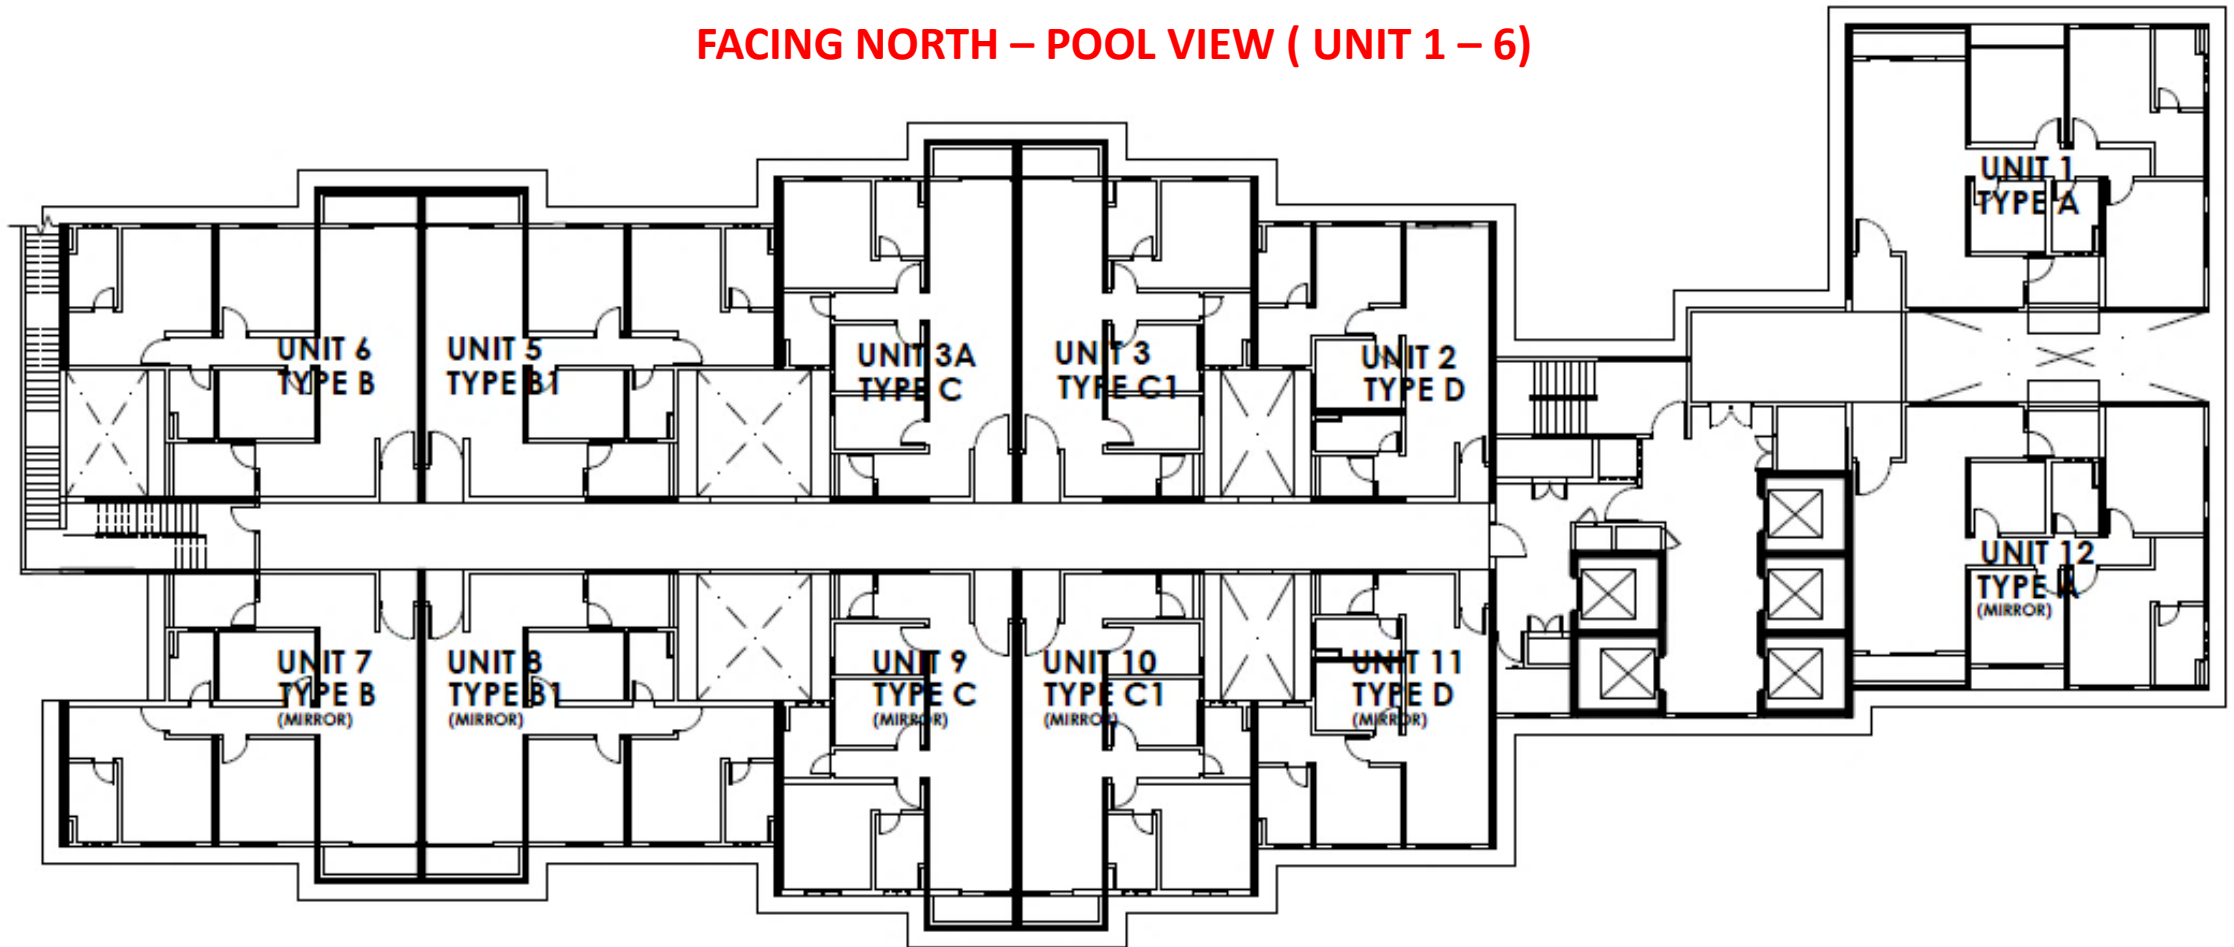 FACING NORTH – POOL VIEW ( UNIT 1 – 6)
UNIT 1
TYPE A
UNIT 6
TYPE B
UNIT 5
TYPE B1
UNIT 3A
TYPE C
UNIT 3
TYPE C1
UNIT 2
TYPE D
UNIT 12
TYPE A
(MIRROR)
UNIT 7
TYPE B
(MIRROR)
UNIT 8
TYPE B1
(MIRROR)
UNIT 9
TYPE C
(MIRROR)
UNIT 10
TYPE C1
(MIRROR)
UNIT 11
TYPE D
(MIRROR)